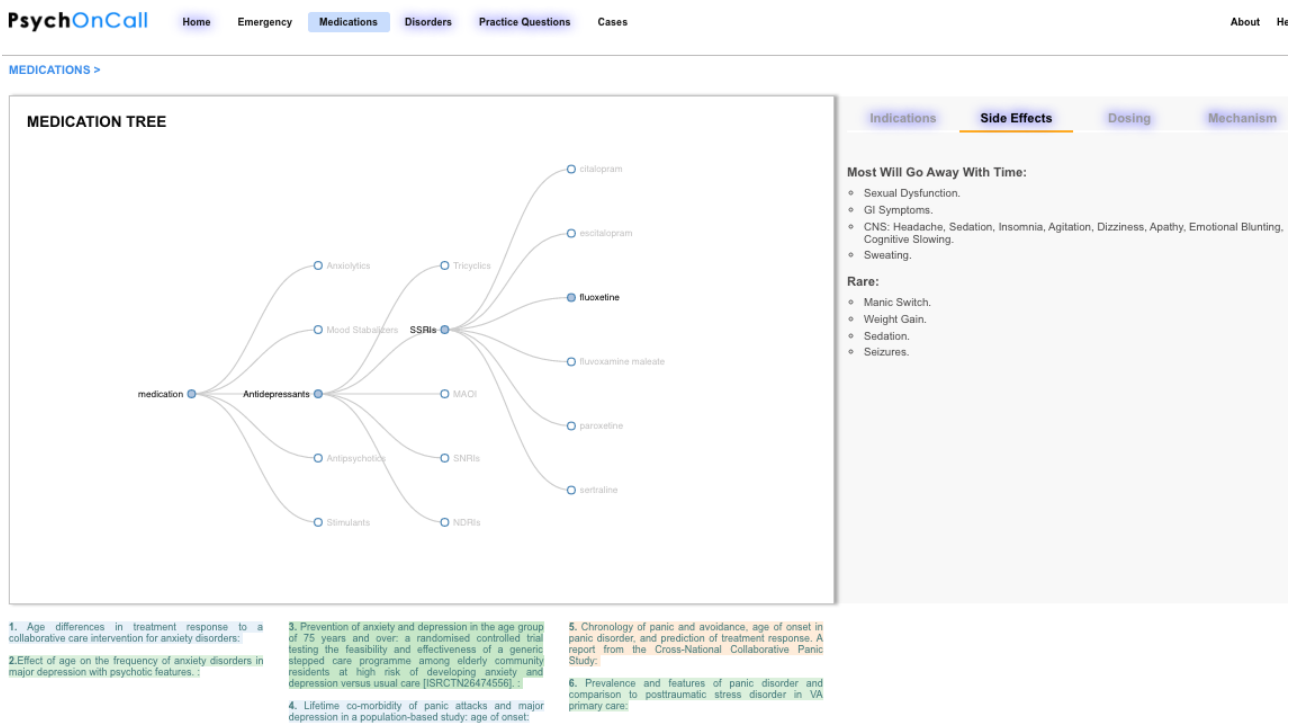 PsychOnCall Home Emergency Medications Disorders Practice Questions Cases About He
MEDICATIONS >
MEDICATION TREE
medication
Anxiolytics
Mood Stabalizers
Antidepressants
Antipsychotics
Stimulants
Tricyclics
SSRIs
MAOI
SNRIs
NDRIs
citalopram
escitalopram
fluoxetine
fluvoxamine maleate
paroxetine
sertraline
Indications Side Effects Dosing Mechanism
Most Will Go Away With Time:
Sexual Dysfunction.
GI Symptoms.
CNS: Headache, Sedation, Insomnia, Agitation, Dizziness, Apathy, Emotional Blunting,
Cognitive Slowing.
Sweating.
Rare:
Manic Switch.
Weight Gain.
Sedation.
Seizures.
1. Age differences in treatment response to a
collaborative care intervention for anxiety disorders:
2.Effect of age on the frequency of anxiety disorders in
major depression with psychotic features. :
3. Prevention of anxiety and depression in the age group
of 75 years and over: a randomised controlled trial
testing the feasibility and effectiveness of a generic
stepped care programme among elderly community
residents at high risk of developing anxiety and
depression versus usual care [ISRCTN26474556]. :
4. Lifetime co-morbidity of panic attacks and major
depression in a population-based study: age of onset:
5. Chronology of panic and avoidance, age of onset in
panic disorder, and prediction of treatment response. A
report from the Cross-National Collaborative Panic
Study:
6. Prevalence and features of panic disorder and
comparison to posttraumatic stress disorder in VA
primary care: